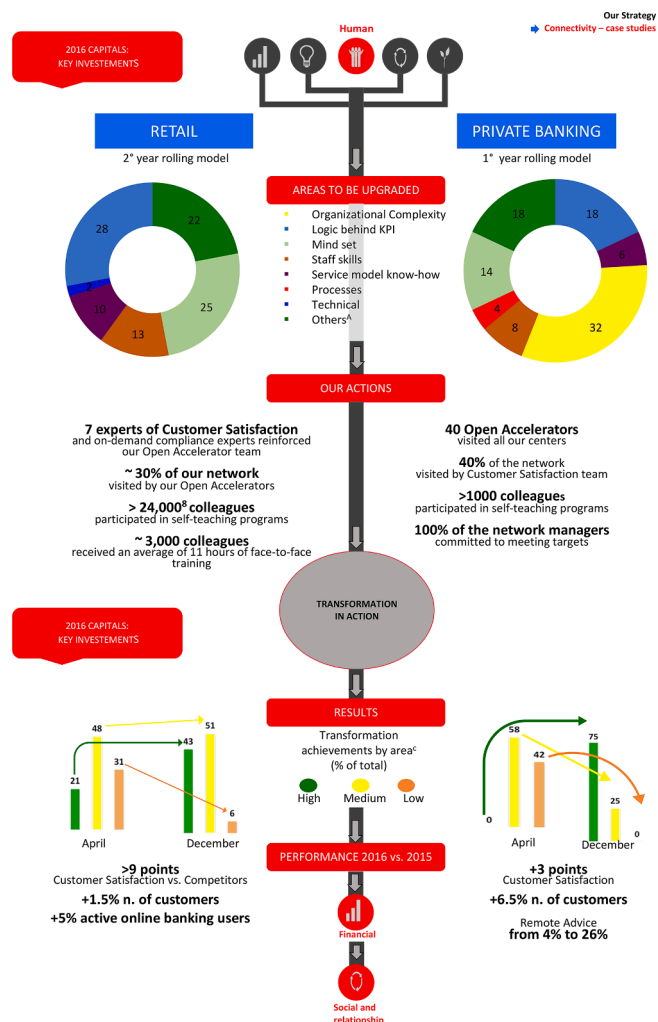 Our Strategy
Connectivity – case studies
Human
2016 CAPITALS:
KEY INVESTEMENTS
RETAIL
2° year rolling model
PRIVATE BANKING
1° year rolling model
AREAS TO BE UPGRADED
Organizational Complexity
Logic behind KPI
Mind set
Staff skills
Service model know-how
Processes
Technical
Others^
28
22
2
10
25
13
18
18
6
14
4
8
32
OUR ACTIONS
7 experts of Customer Satisfaction
and on-demand compliance experts reinforced
our Open Accelerator team
~ 30% of our network
visited by our Open Accelerators
> 24,000⁸ colleagues
participated in self-teaching programs
~ 3,000 colleagues
received an average of 11 hours of face-to-face
training
40 Open Accelerators
visited all our centers
40% of the network
visited by Customer Satisfaction team
>1000 colleagues
participated in self-teaching programs
100% of the network managers
committed to meeting targets
TRANSFORMATION
IN ACTION
2016 CAPITALS:
KEY INVESTEMENTS
RESULTS
Transformation
achievements by areaᶜ
(% of total)
High
Medium
Low
21
48
31
43
51
6
April
December
0
58
42
75
25
0
April
December
PERFORMANCE 2016 vs. 2015
>9 points
Customer Satisfaction vs. Competitors
+1.5% n. of customers
+5% active online banking users
+3 points
Customer Satisfaction
+6.5% n. of customers
Remote Advice
from 4% to 26%
Financial
Social and
relationship